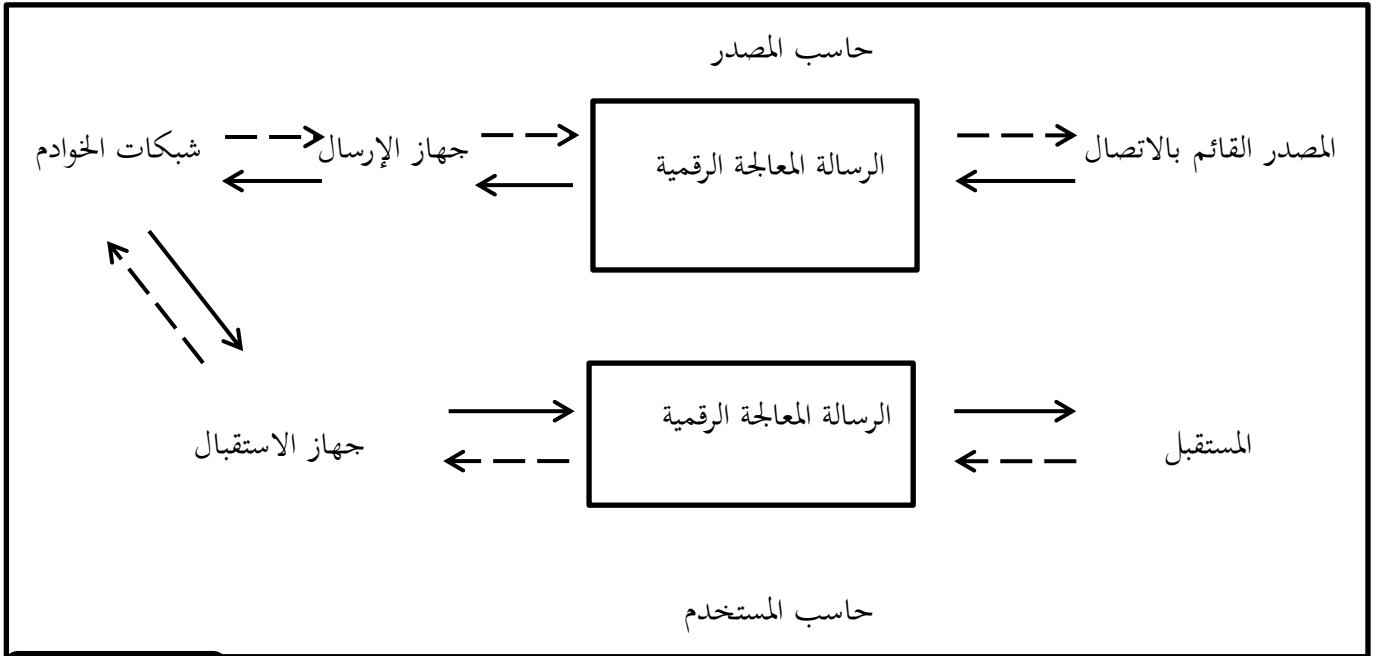 حاسب المصدر
المصدر القائم بالاتصال
الرسالة المعالجة الرقمية
جهاز الإرسال
شبكات الخوادم
المستقبل
الرسالة المعالجة الرقمية
جهاز الاستقبال
حاسب المستخدم